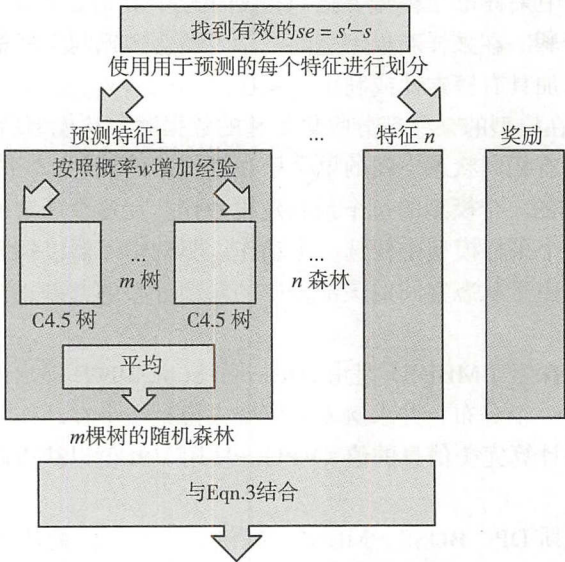 找到有效的se = s′−s
使用用于预测的每个特征进行划分
预测特征1 ... 特征 n 奖励
按照概率w增加经验
... ...
m 树 n 森林
C4.5 树 C4.5 树
平均
m棵树的随机森林
与Eqn.3结合